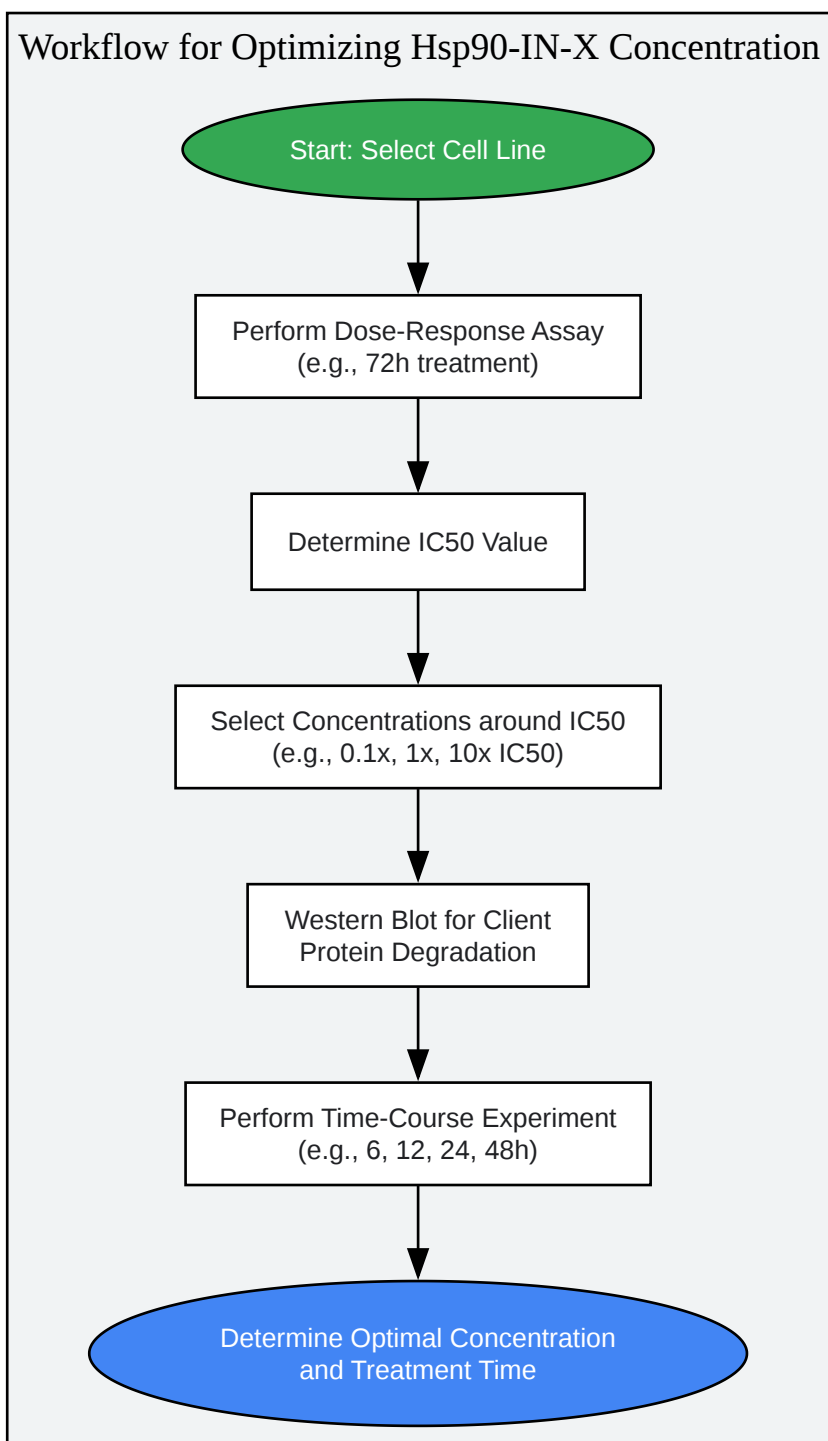 Workflow for Optimizing Hsp90-IN-X Concentration
Start: Select Cell Line
Perform Dose-Response Assay
(e.g., 72h treatment)
Determine IC50 Value
Select Concentrations around IC50
(e.g., 0.1x, 1x, 10x IC50)
Western Blot for Client
Protein Degradation
Perform Time-Course Experiment
(e.g., 6, 12, 24, 48h)
Determine Optimal Concentration
and Treatment Time